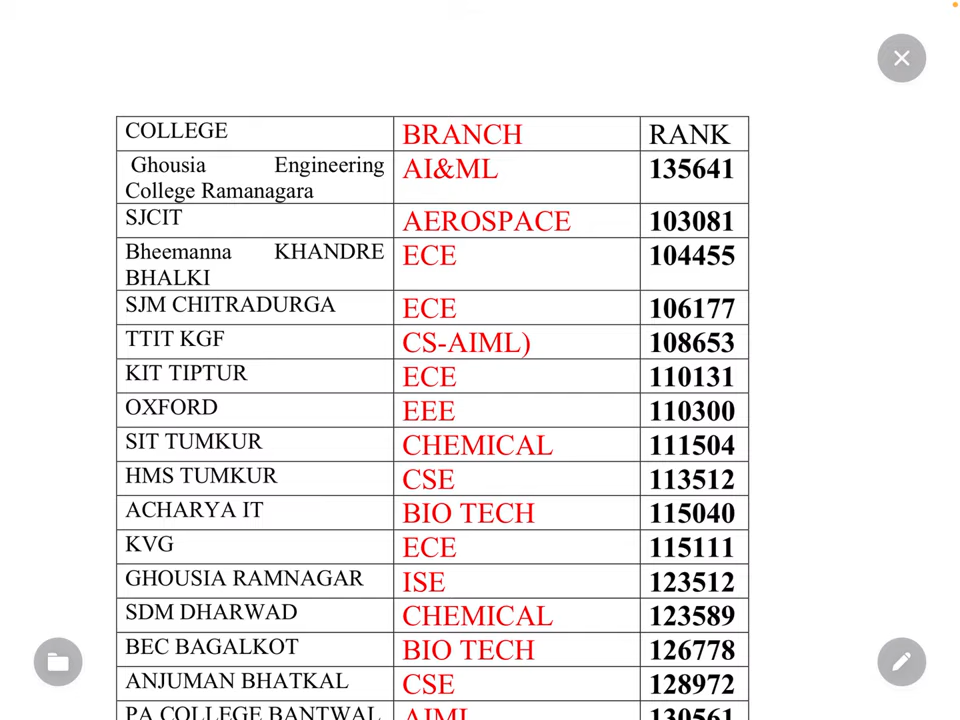 COLLEGE BRANCH RANK
Ghousia Engineering AI&ML 135641
College Ramanagara
SJCIT AEROSPACE 103081
Bheemanna KHANDRE ECE 104455
BHALKI
SJM CHITRADURGA ECE 106177
TTIT KGF CS-AIML) 108653
KIT TIPTUR ECE 110131
OXFORD EEE 110300
SIT TUMKUR CHEMICAL 111504
HMS TUMKUR CSE 113512
ACHARYA IT BIO TECH 115040
KVG ECE 115111
GHOUSIA RAMNAGAR ISE 123512
SDM DHARWAD CHEMICAL 123589
BEC BAGALKOT BIO TECH 126778
ANJUMAN BHATKAL CSE 128972
PA COLLEGE BANTWAL AIML 130561